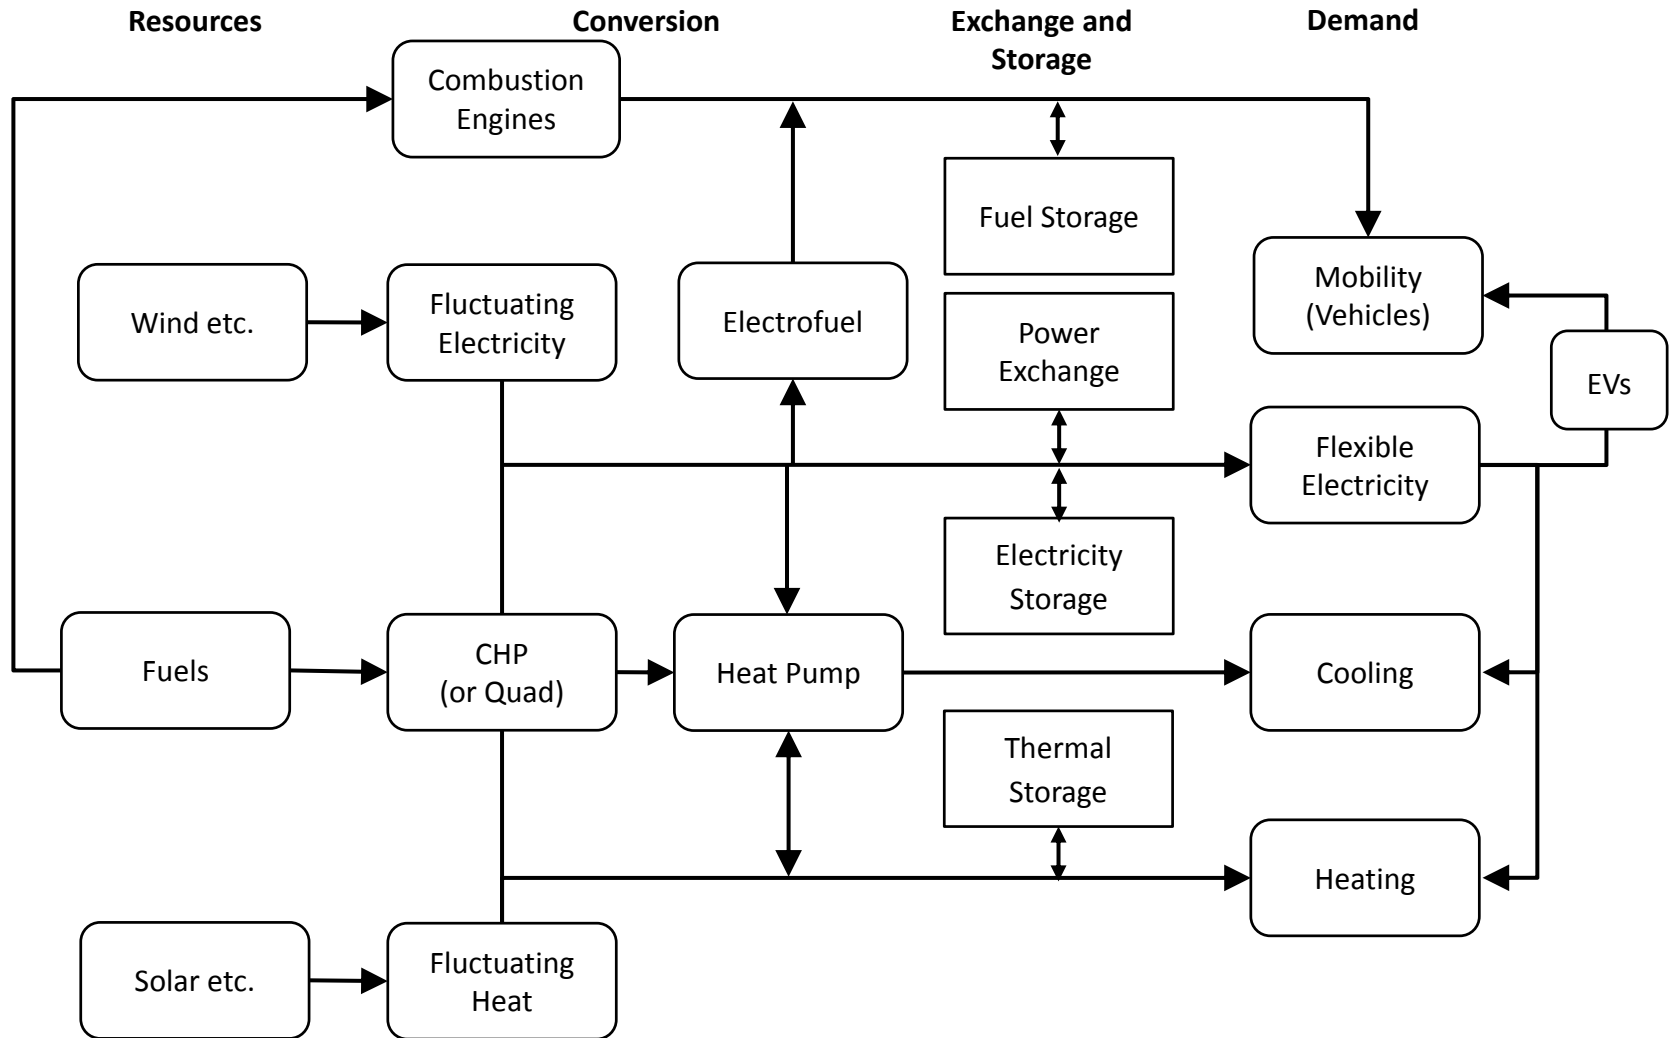 Resources
Conversion
Exchange and
Storage
Demand
Combustion
Engines
Fuel Storage
Mobility
(Vehicles)
Wind etc.
Fluctuating
Electricity
Electrofuel
Power
Exchange
EVs
Flexible
Electricity
Electricity
Storage
Fuels
CHP
(or Quad)
Heat Pump
Cooling
Thermal
Storage
Heating
Solar etc.
Fluctuating
Heat